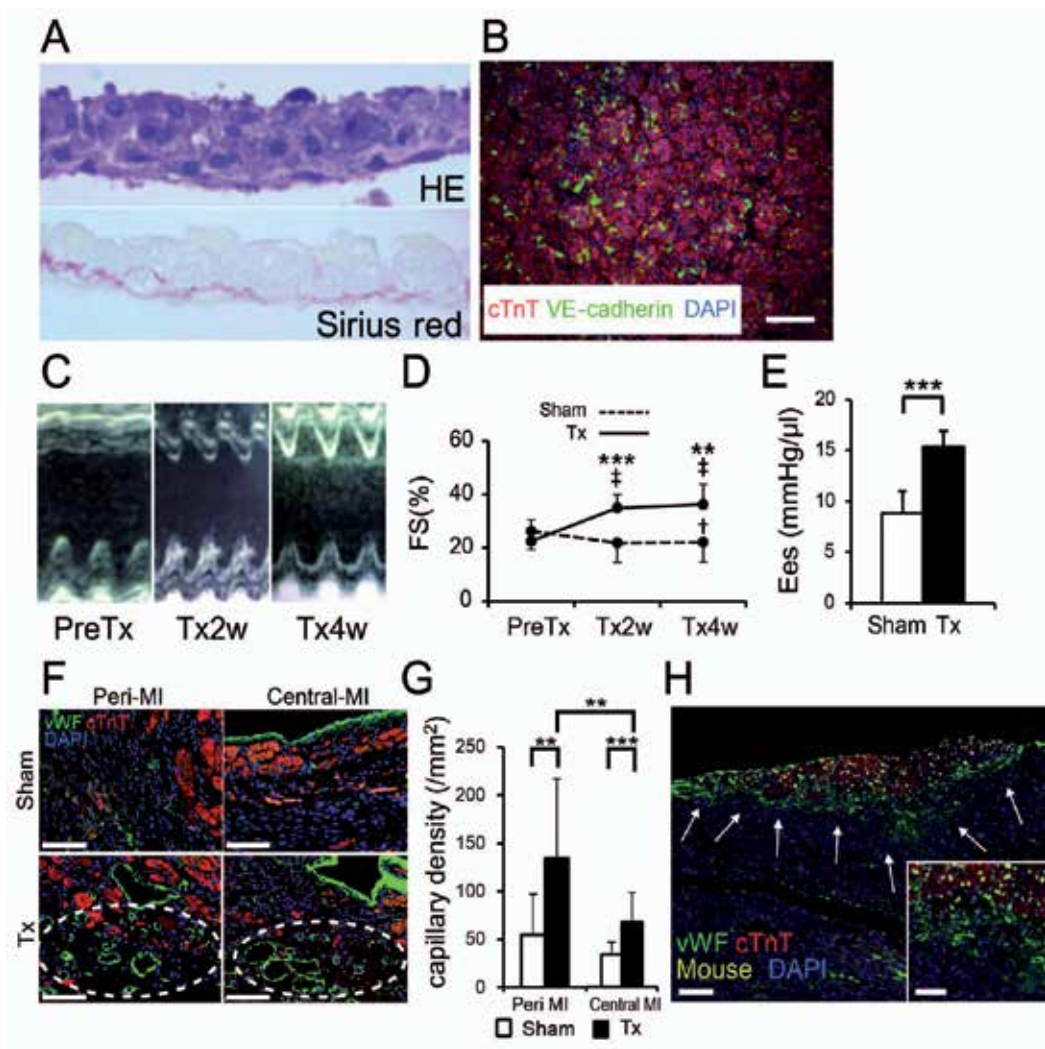 A
HE
Sirius red
B
cTnT VE-cadherin DAPI
C
PreTx Tx2w Tx4w
D
Sham
Tx
FS(%)
60
40
20
0
***
‡
**
‡
†
PreTx Tx2w Tx4w
E
Ees (mmHg/μl)
20
15
10
5
0
***
Sham Tx
F
Peri-MI Central-MI
vWF cTnT
DAPI
Sham
Tx
G
capillary density (/mm²)
250
200
150
100
50
0
**
** ***
Peri MI Central MI
Sham Tx
H
vWF cTnT
Mouse DAPI